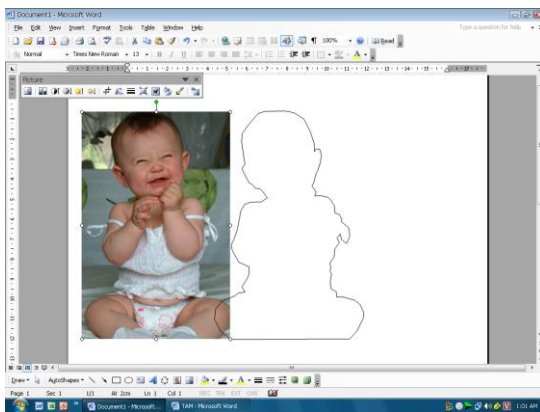 Document1 - Microsoft Word
File Edit View Insert Format Tools Table Window Help Type a question for help
100% Read
Normal Times New Roman 13 B I U
Picture
Draw AutoShapes
Page 1 Sec 1 1/1 At 2cm Ln 1 Col 1 REC TRK EXT OVR
Document1 - Microsoft... TAM - Microsoft Word 1:01 AM